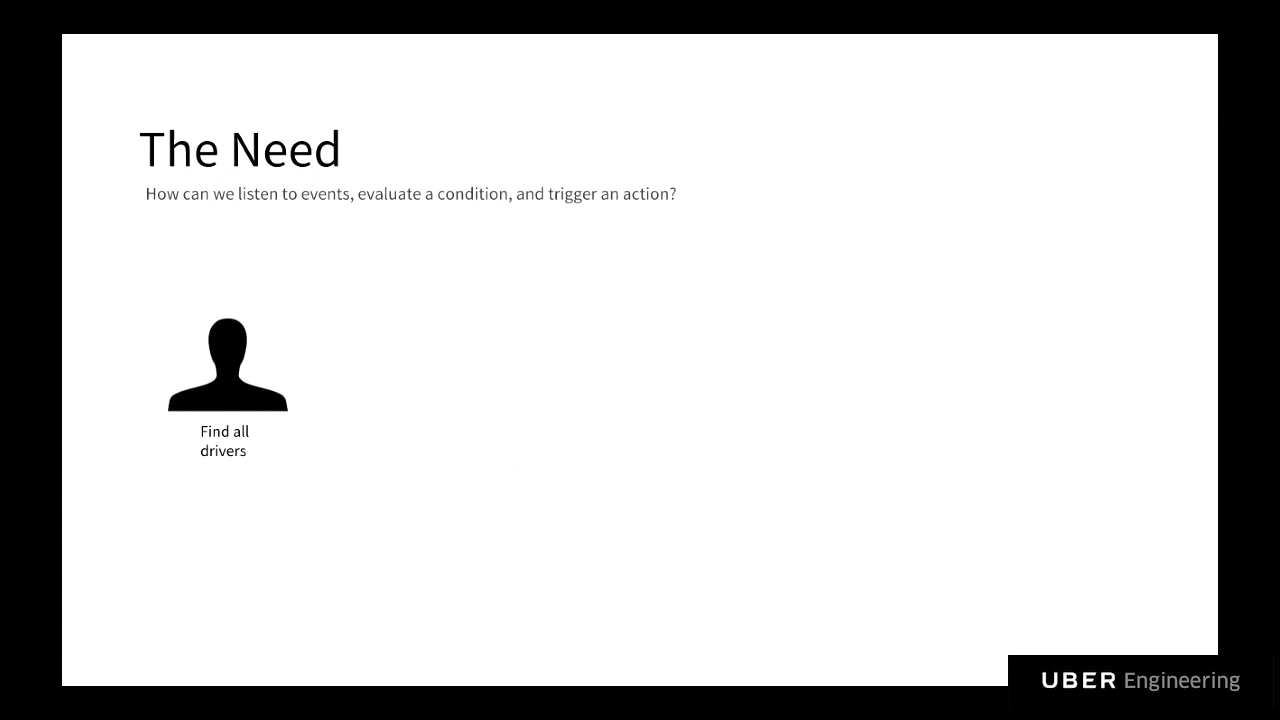 The Need
How can we listen to events, evaluate a condition, and trigger an action?
Find all
drivers
UBER Engineering